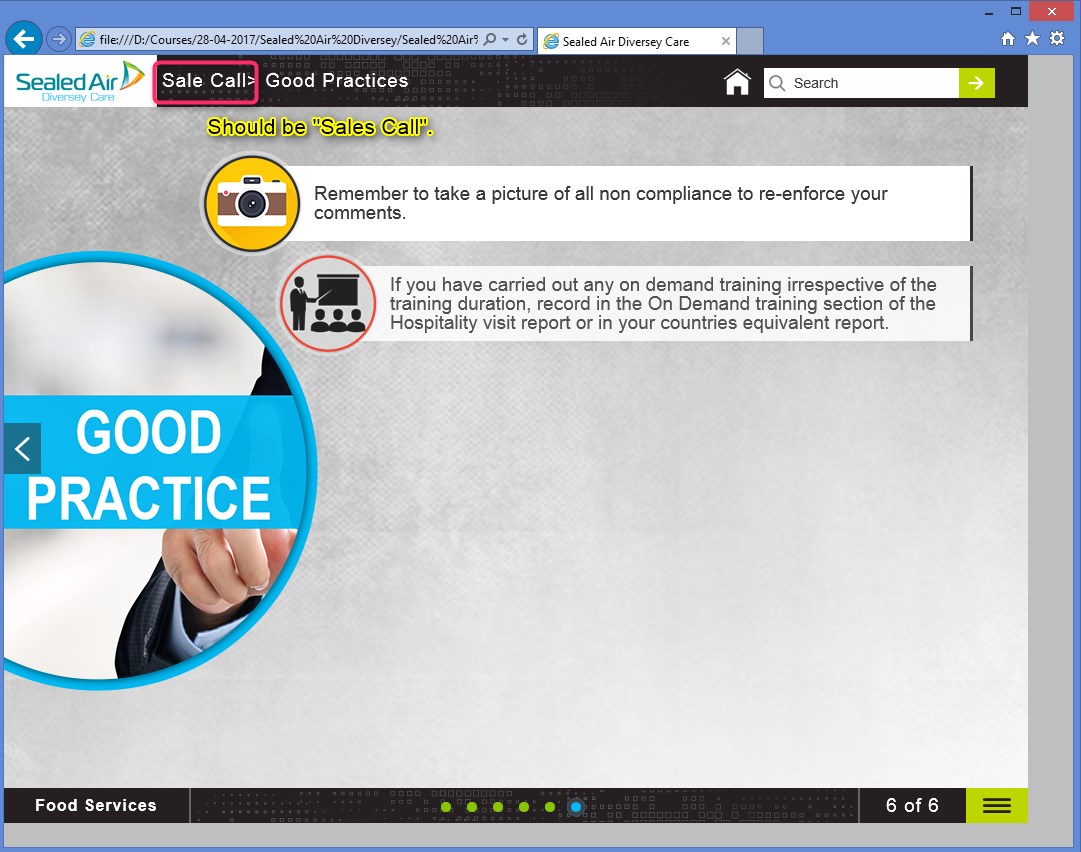 file:///D:/Courses/28-04-2017/Sealed%20Air%20Diversey/Sealed%20Air%
Sealed Air Diversey Care
Sealed Air
Diversey Care
Sale Call> Good Practices
Search
Should be "Sales Call".
Remember to take a picture of all non compliance to re-enforce your
comments.
If you have carried out any on demand training irrespective of the
training duration, record in the On Demand training section of the
Hospitality visit report or in your countries equivalent report.
GOOD
PRACTICE
Food Services
6 of 6